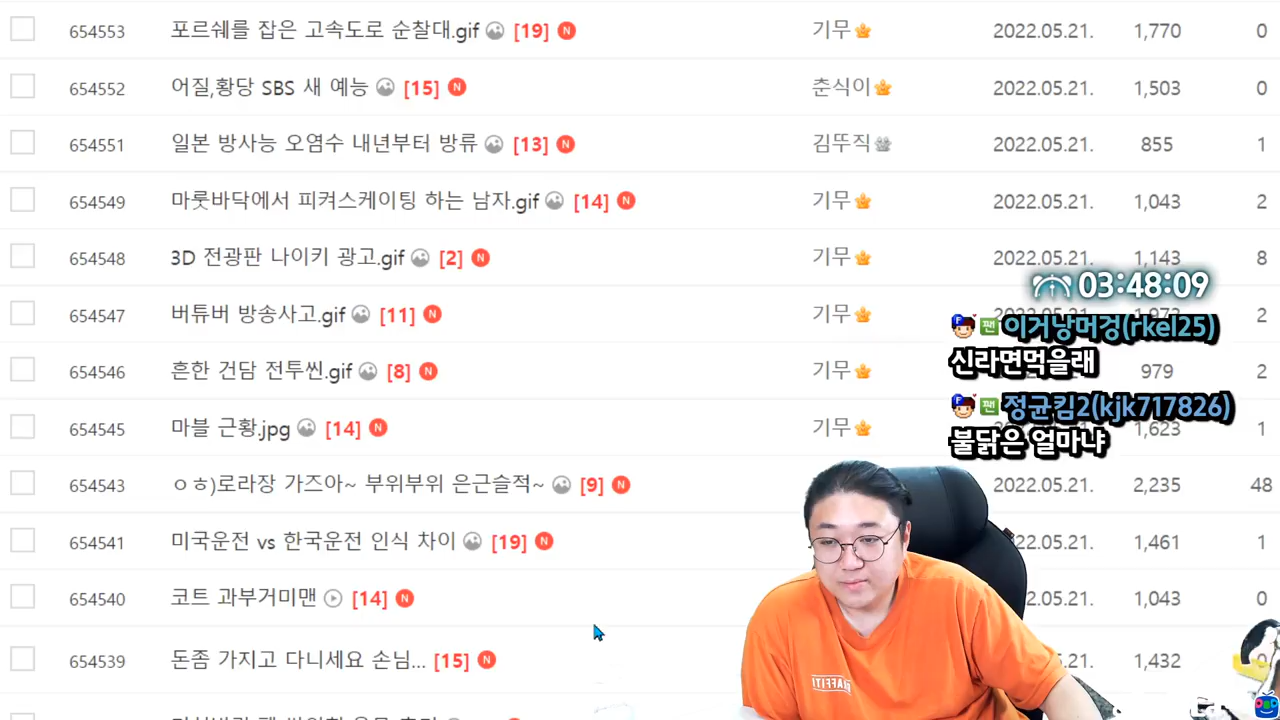 654553 포르쉐를 잡은 고속도로 순찰대.gif [19] N 기무 2022.05.21. 1,770 0
654552 어질,황당 SBS 새 예능 [15] N 춘식이 2022.05.21. 1,503 0
654551 일본 방사능 오염수 내년부터 방류 [13] N 김뚜직 2022.05.21. 855 1
654549 마룻바닥에서 피켜스케이팅 하는 남자.gif [14] N 기무 2022.05.21. 1,043 2
654548 3D 전광판 나이키 광고.gif [2] N 기무 2022.05.21. 1,143 8
03:48:09
654547 버튜버 방송사고.gif [11] N 기무 2
이거낭머겅(rkel25)
신라면먹을래
654546 흔한 건담 전투씬.gif [8] N 기무 979 2
정균킴2(kjk717826)
654545 마블 근황.jpg [14] N 기무 1,623 1
불닭은 얼마냐
654543 ㅇㅎ)로라장 가즈아~ 부위부위 은근슬적~ [9] N 2022.05.21. 2,235 48
654541 미국운전 vs 한국운전 인식 차이 [19] N 22.05.21. 1,461 1
654540 코트 과부거미맨 [14] N 2.05.21. 1,043 0
654539 돈좀 가지고 다니세요 손님... [15] N .21. 1,432